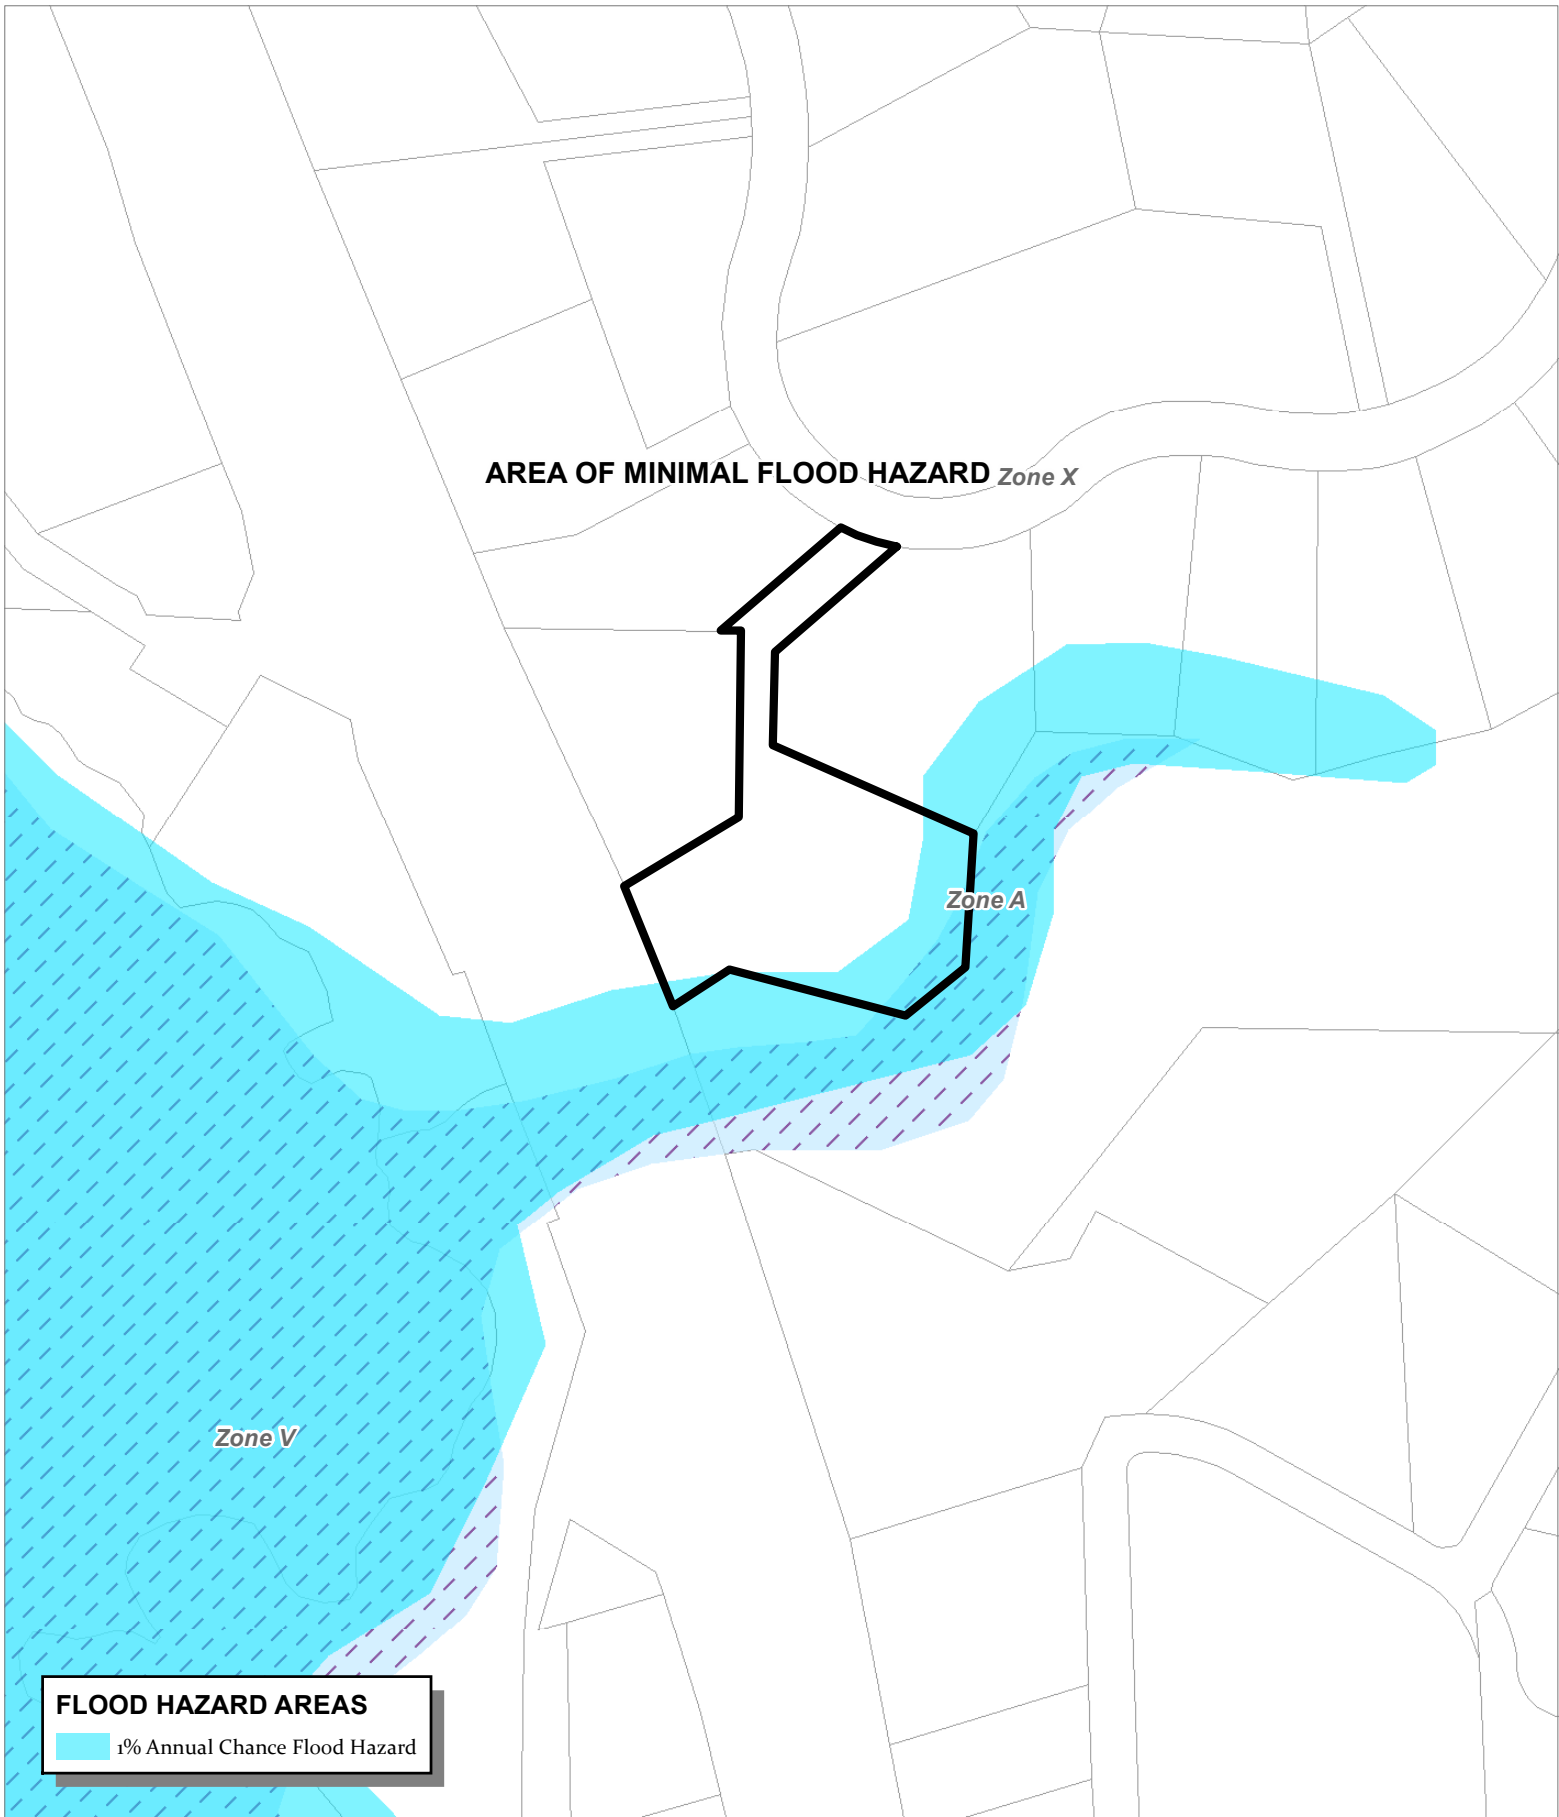 AREA OF MINIMAL FLOOD HAZARD Zone X
Zone A
Zone V
FLOOD HAZARD AREAS
1% Annual Chance Flood Hazard